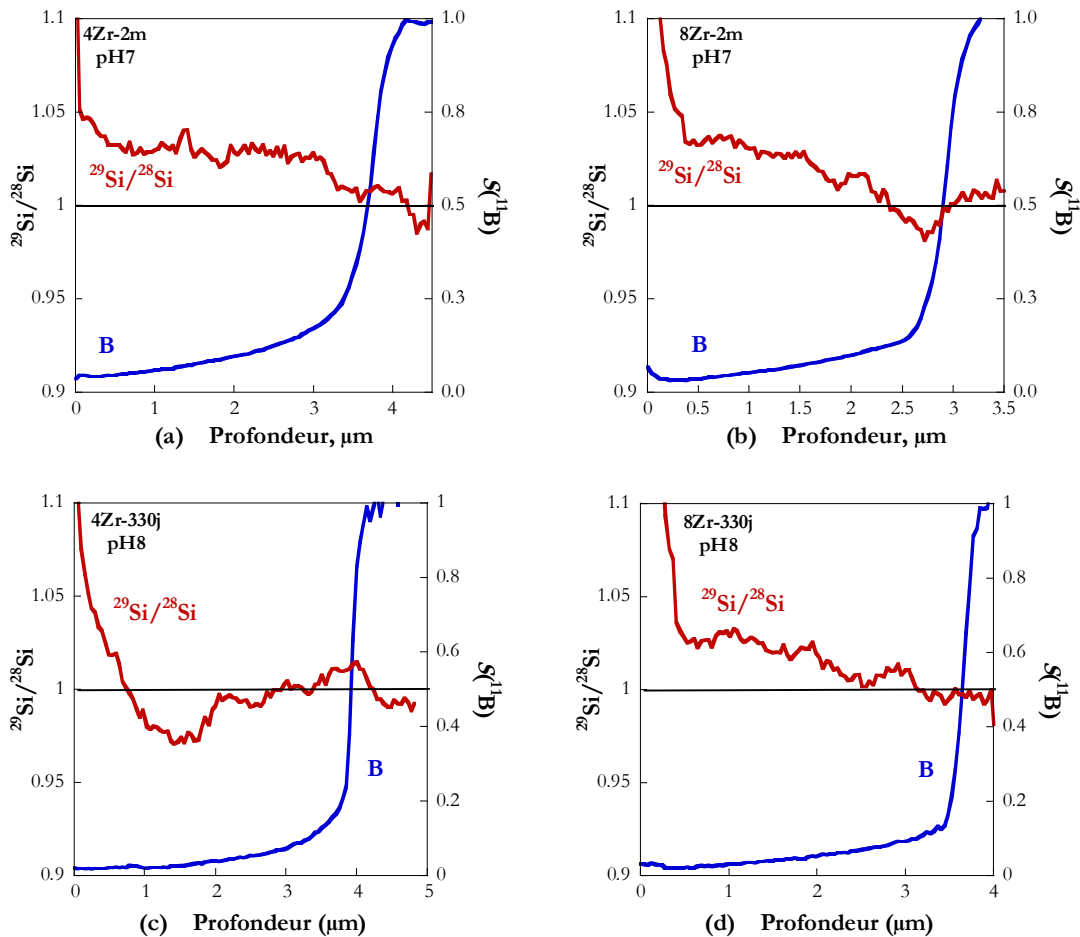 1.1
1.05
1
0.95
0.9
²⁹Si/²⁸Si
4Zr-2m
pH7
²⁹Si/²⁸Si
B
1.0
0.8
0.5
0.3
0.0
S(¹¹B)
0
1
2
3
4
(a) Profondeur, µm
1.1
1.05
1
0.95
0.9
²⁹Si/²⁸Si
8Zr-2m
pH7
²⁹Si/²⁸Si
B
1.0
0.8
0.5
0.3
0.0
S(¹¹B)
0
0.5
1
1.5
2
2.5
3
3.5
(b) Profondeur, µm
1.1
1.05
1
0.95
0.9
²⁹Si/²⁸Si
4Zr-330j
pH8
²⁹Si/²⁸Si
B
1
0.8
0.6
0.4
0.2
0
S(¹¹B)
0
1
2
3
4
5
(c) Profondeur (µm)
1.1
1.05
1
0.95
0.9
²⁹Si/²⁸Si
8Zr-330j
pH8
²⁹Si/²⁸Si
B
1
0.8
0.6
0.4
0.2
0
S(¹¹B)
0
1
2
3
4
(d) Profondeur (µm)